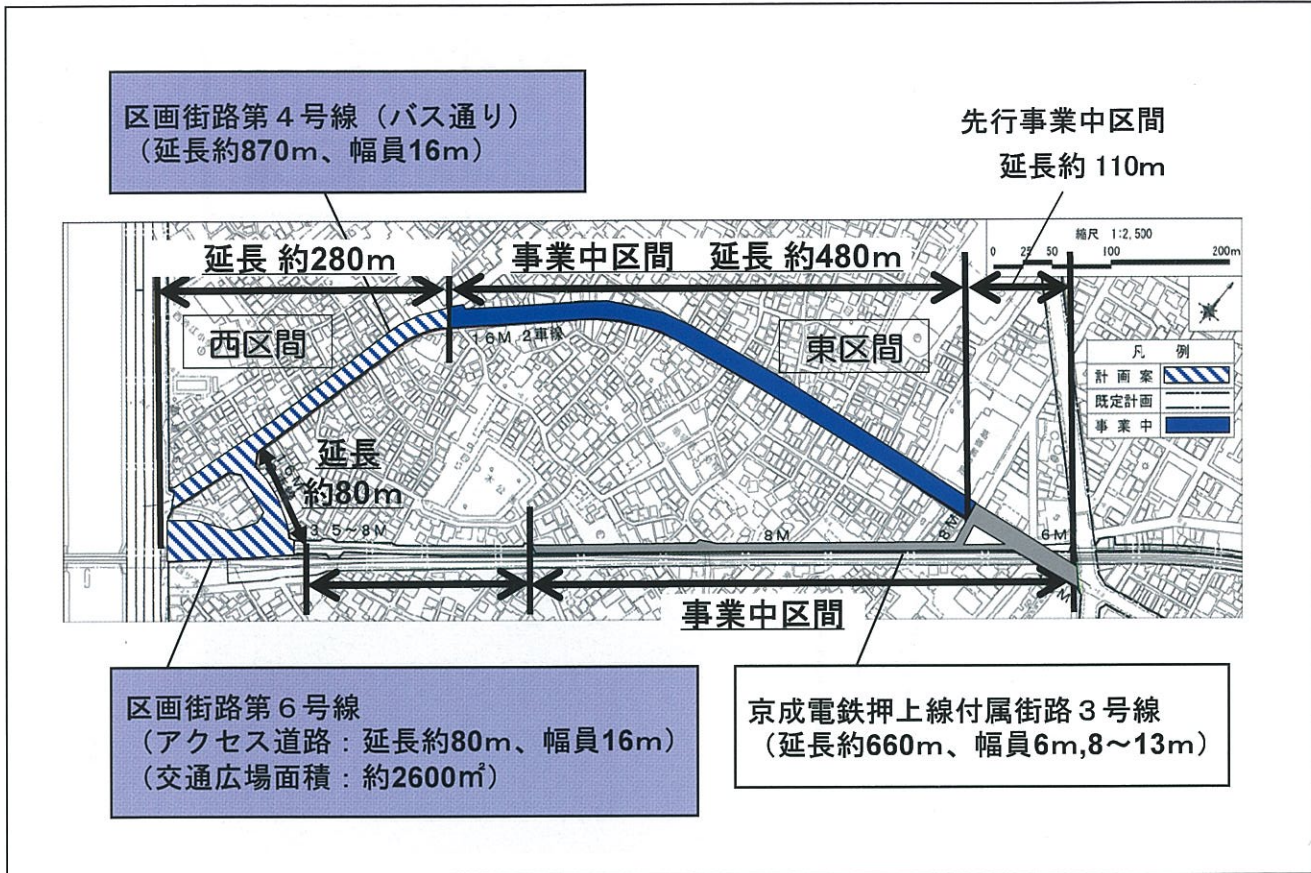 区画街路第４号線（バス通り）
（延長約870m、幅員16m）
先行事業中区間
延長約 110m
延長 約280m
事業中区間 延長 約480m
縮尺 1:2,500
0 25 50 100 200m
西区間
16M 2車線
東区間
凡 例
計 画 案
既定計画
事 業 中
延長
約80m
16M
3.5～8M
8M
8M
6M
事業中区間
区画街路第６号線
（アクセス道路：延長約80m、幅員16m）
（交通広場面積：約2600㎡）
京成電鉄押上線付属街路３号線
（延長約660m、幅員6m,8～13m）